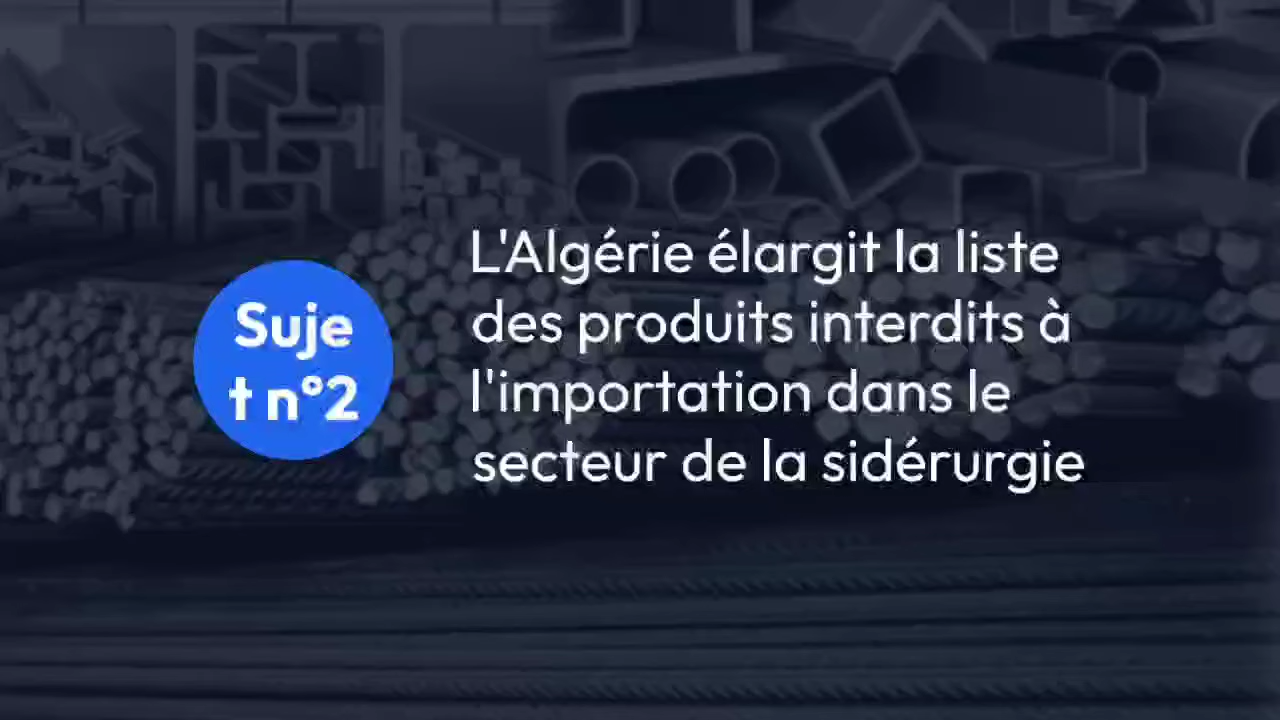 Suje
t n°2
L'Algérie élargit la liste
des produits interdits à
l'importation dans le
secteur de la sidérurgie